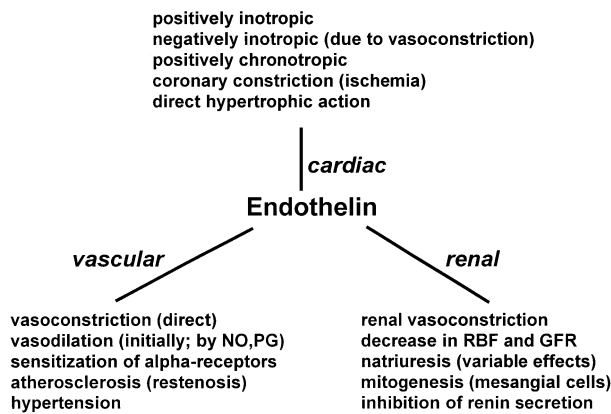 positively inotropic
negatively inotropic (due to vasoconstriction)
positively chronotropic
coronary constriction (ischemia)
direct hypertrophic action
cardiac
Endothelin
vascular
renal
vasoconstriction (direct)
vasodilation (initially; by NO,PG)
sensitization of alpha-receptors
atherosclerosis (restenosis)
hypertension
renal vasoconstriction
decrease in RBF and GFR
natriuresis (variable effects)
mitogenesis (mesangial cells)
inhibition of renin secretion